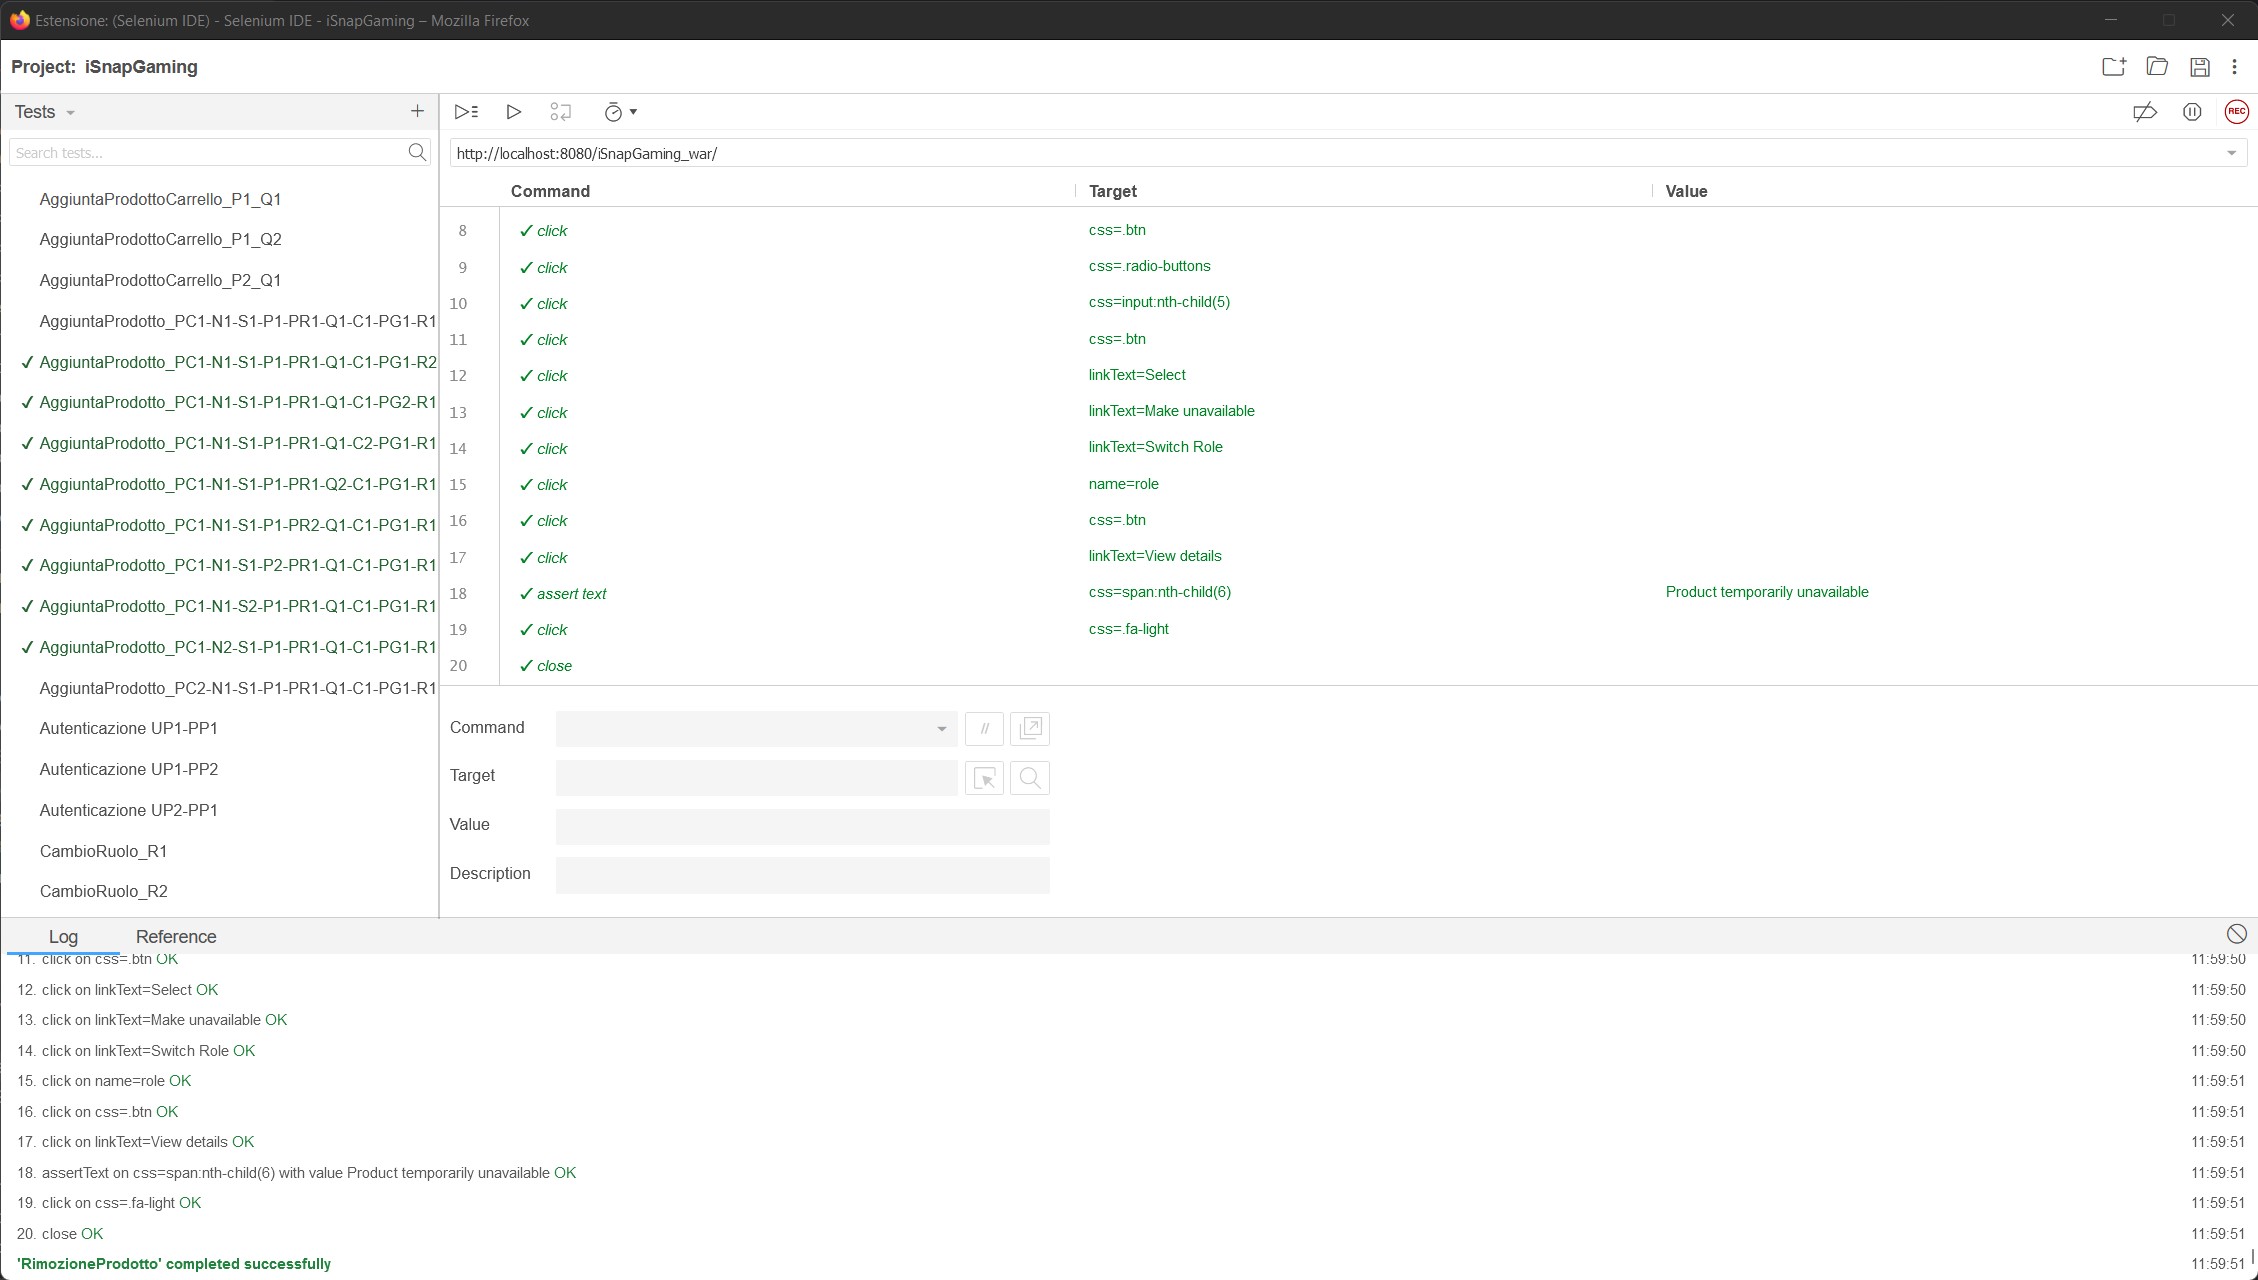 Estensione: (Selenium IDE) - Selenium IDE - iSnapGaming – Mozilla Firefox
Project: iSnapGaming
Tests
Search tests...
AggiuntaProdottoCarrello_P1_Q1
AggiuntaProdottoCarrello_P1_Q2
AggiuntaProdottoCarrello_P2_Q1
AggiuntaProdotto_PC1-N1-S1-P1-PR1-Q1-C1-PG1-R1
✓ AggiuntaProdotto_PC1-N1-S1-P1-PR1-Q1-C1-PG1-R2
✓ AggiuntaProdotto_PC1-N1-S1-P1-PR1-Q1-C1-PG2-R1
✓ AggiuntaProdotto_PC1-N1-S1-P1-PR1-Q1-C2-PG1-R1
✓ AggiuntaProdotto_PC1-N1-S1-P1-PR1-Q2-C1-PG1-R1
✓ AggiuntaProdotto_PC1-N1-S1-P1-PR2-Q1-C1-PG1-R1
✓ AggiuntaProdotto_PC1-N1-S1-P2-PR1-Q1-C1-PG1-R1
✓ AggiuntaProdotto_PC1-N1-S2-P1-PR1-Q1-C1-PG1-R1
✓ AggiuntaProdotto_PC1-N2-S1-P1-PR1-Q1-C1-PG1-R1
AggiuntaProdotto_PC2-N1-S1-P1-PR1-Q1-C1-PG1-R1
Autenticazione UP1-PP1
Autenticazione UP1-PP2
Autenticazione UP2-PP1
CambioRuolo_R1
CambioRuolo_R2
REC
http://localhost:8080/iSnapGaming_war/
Command Target Value
8 ✓ click css=.btn
9 ✓ click css=.radio-buttons
10 ✓ click css=input:nth-child(5)
11 ✓ click css=.btn
12 ✓ click linkText=Select
13 ✓ click linkText=Make unavailable
14 ✓ click linkText=Switch Role
15 ✓ click name=role
16 ✓ click css=.btn
17 ✓ click linkText=View details
18 ✓ assert text css=span:nth-child(6) Product temporarily unavailable
19 ✓ click css=.fa-light
20 ✓ close
Command //
Target
Value
Description
Log Reference
11. click on css=.btn OK 11:59:50
12. click on linkText=Select OK 11:59:50
13. click on linkText=Make unavailable OK 11:59:50
14. click on linkText=Switch Role OK 11:59:50
15. click on name=role OK 11:59:51
16. click on css=.btn OK 11:59:51
17. click on linkText=View details OK 11:59:51
18. assertText on css=span:nth-child(6) with value Product temporarily unavailable OK 11:59:51
19. click on css=.fa-light OK 11:59:51
20. close OK 11:59:51
'RimozioneProdotto' completed successfully 11:59:51